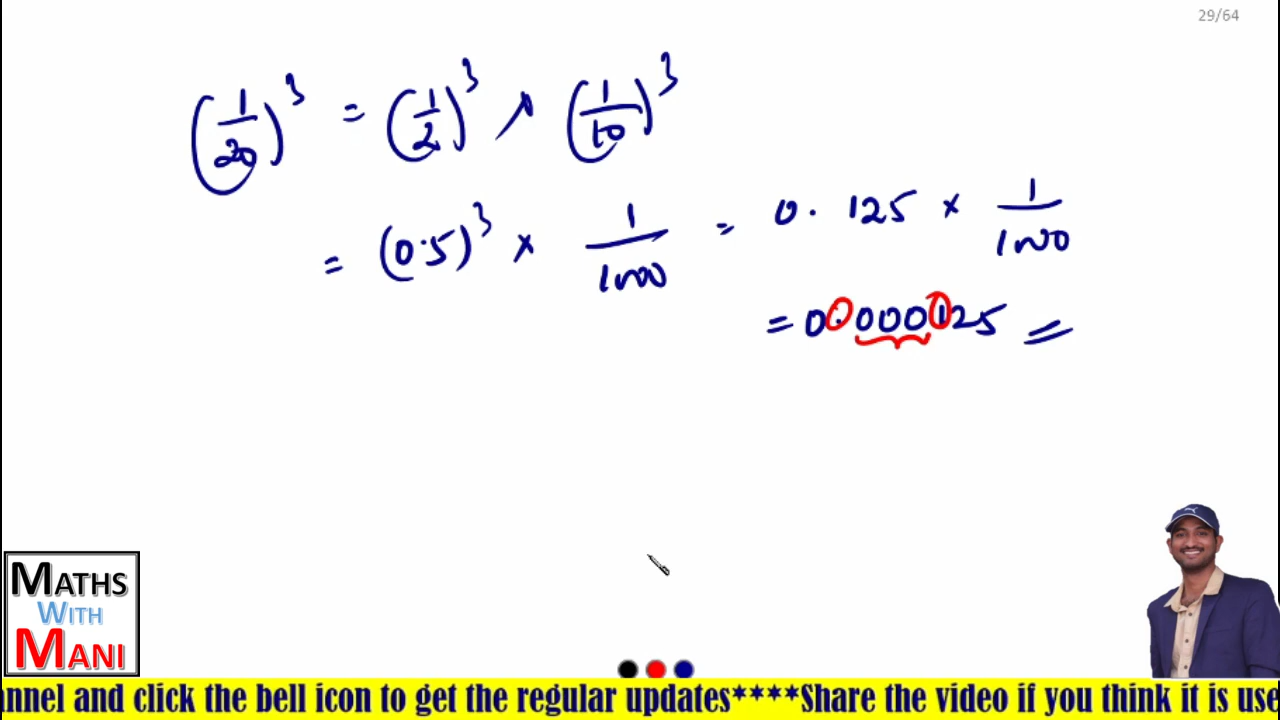 29/64
(1/20)³ = (1/2)³ × (1/10)³
= (0.5)³ × 1/1000 = 0.125 × 1/1000
= 0.000125
MATHS
WITH
MANI
annel and click the bell icon to get the regular updates****Share the video if you think it is use